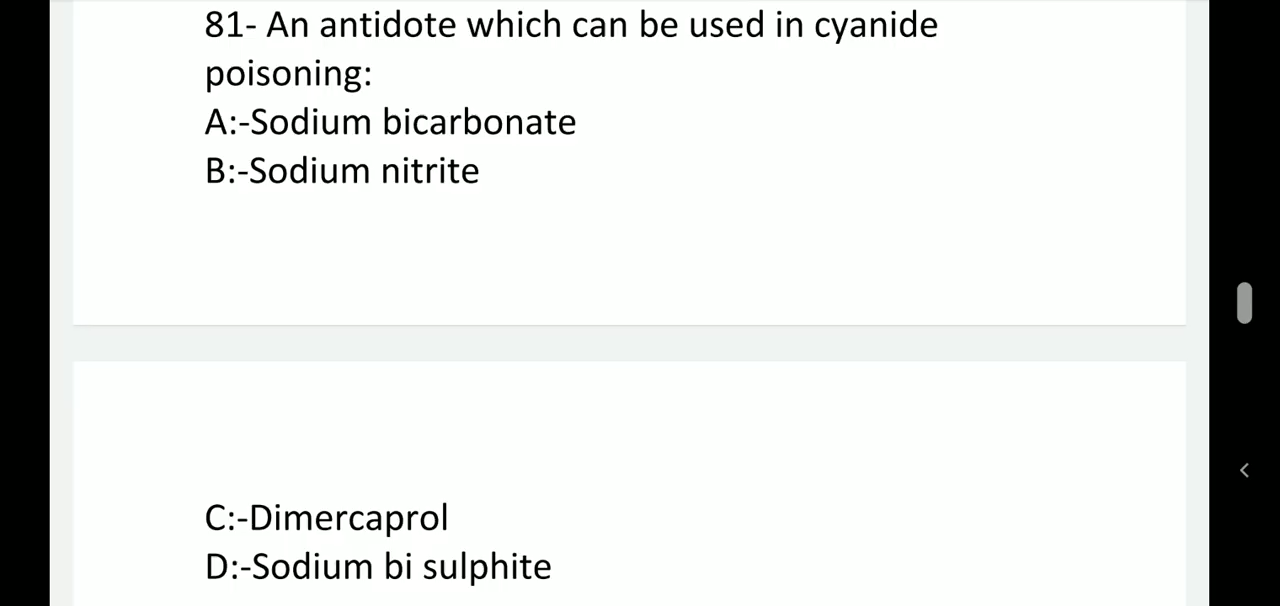 81- An antidote which can be used in cyanide
poisoning:
A:-Sodium bicarbonate
B:-Sodium nitrite
C:-Dimercaprol
D:-Sodium bi sulphite